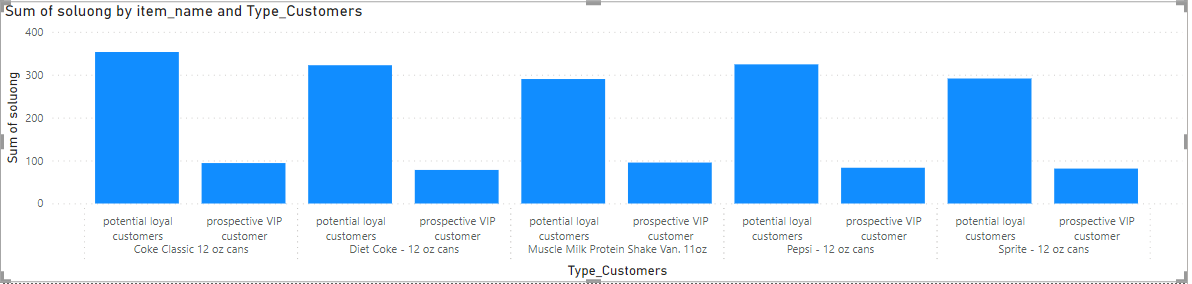 Sum of soluong by item_name and Type_Customers
400
300
200
100
0
Sum of soluong
potential loyal customers
prospective VIP customer
potential loyal customers
prospective VIP customer
potential loyal customers
prospective VIP customer
potential loyal customers
prospective VIP customer
potential loyal customers
prospective VIP customer
Coke Classic 12 oz cans
Diet Coke - 12 oz cans
Muscle Milk Protein Shake Van. 11oz
Pepsi - 12 oz cans
Sprite - 12 oz cans
Type_Customers